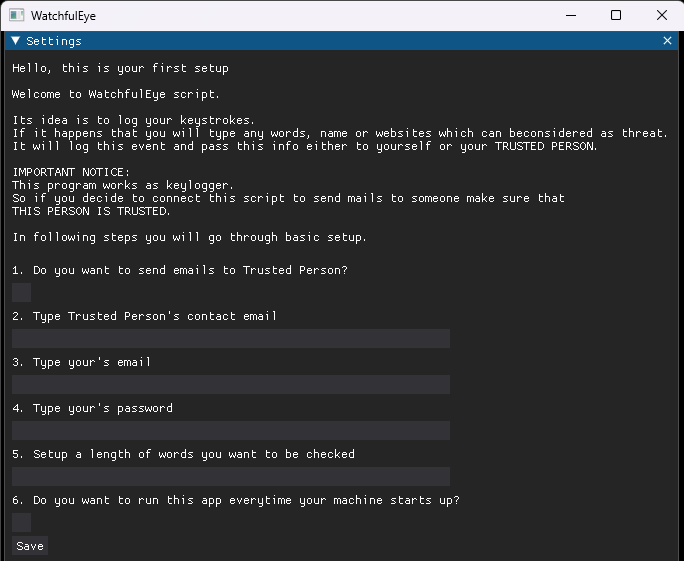 WatchfulEye
Settings
Hello, this is your first setup
Welcome to WatchfulEye script.
Its idea is to log your keystrokes.
If it happens that you will type any words, name or websites which can beconsidered as threat.
It will log this event and pass this info either to yourself or your TRUSTED PERSON.
IMPORTANT NOTICE:
This program works as keylogger.
So if you decide to connect this script to send mails to someone make sure that
THIS PERSON IS TRUSTED.
In following steps you will go through basic setup.
1. Do you want to send emails to Trusted Person?
2. Type Trusted Person's contact email
3. Type your's email
4. Type your's password
5. Setup a length of words you want to be checked
6. Do you want to run this app everytime your machine starts up?
Save